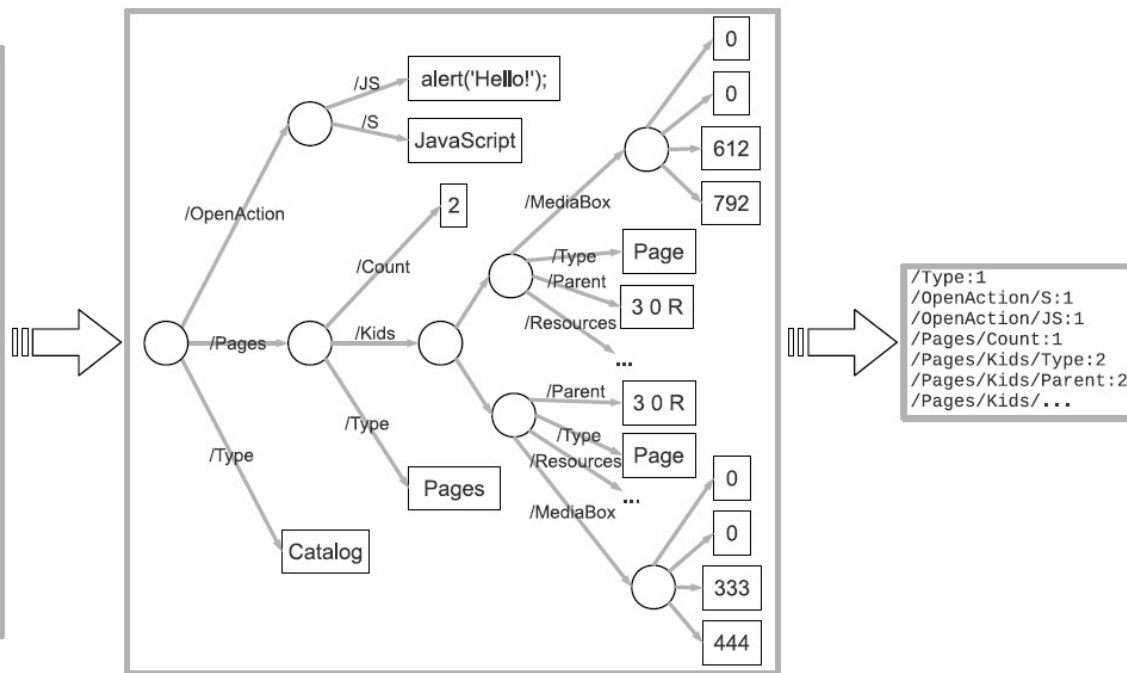 0
/JS
alert('Hello!');
0
/S
JavaScript
612
792
/OpenAction
2
/MediaBox
/Type
Page
/Count
/Parent
3 0 R
/Resources
/Pages
/Kids
...
/Parent
3 0 R
/Type
/Type
Page
/Type
/Resources
...
0
Pages
/MediaBox
0
Catalog
333
444
/Type:1
/OpenAction/S:1
/OpenAction/JS:1
/Pages/Count:1
/Pages/Kids/Type:2
/Pages/Kids/Parent:2
/Pages/Kids/...